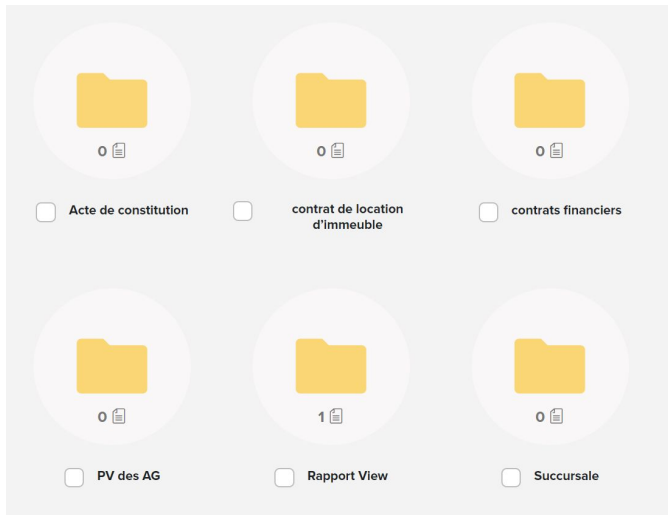 0
0
0
Acte de constitution
contrat de location
d'immeuble
contrats financiers
0
1
0
PV des AG
Rapport View
Succursale